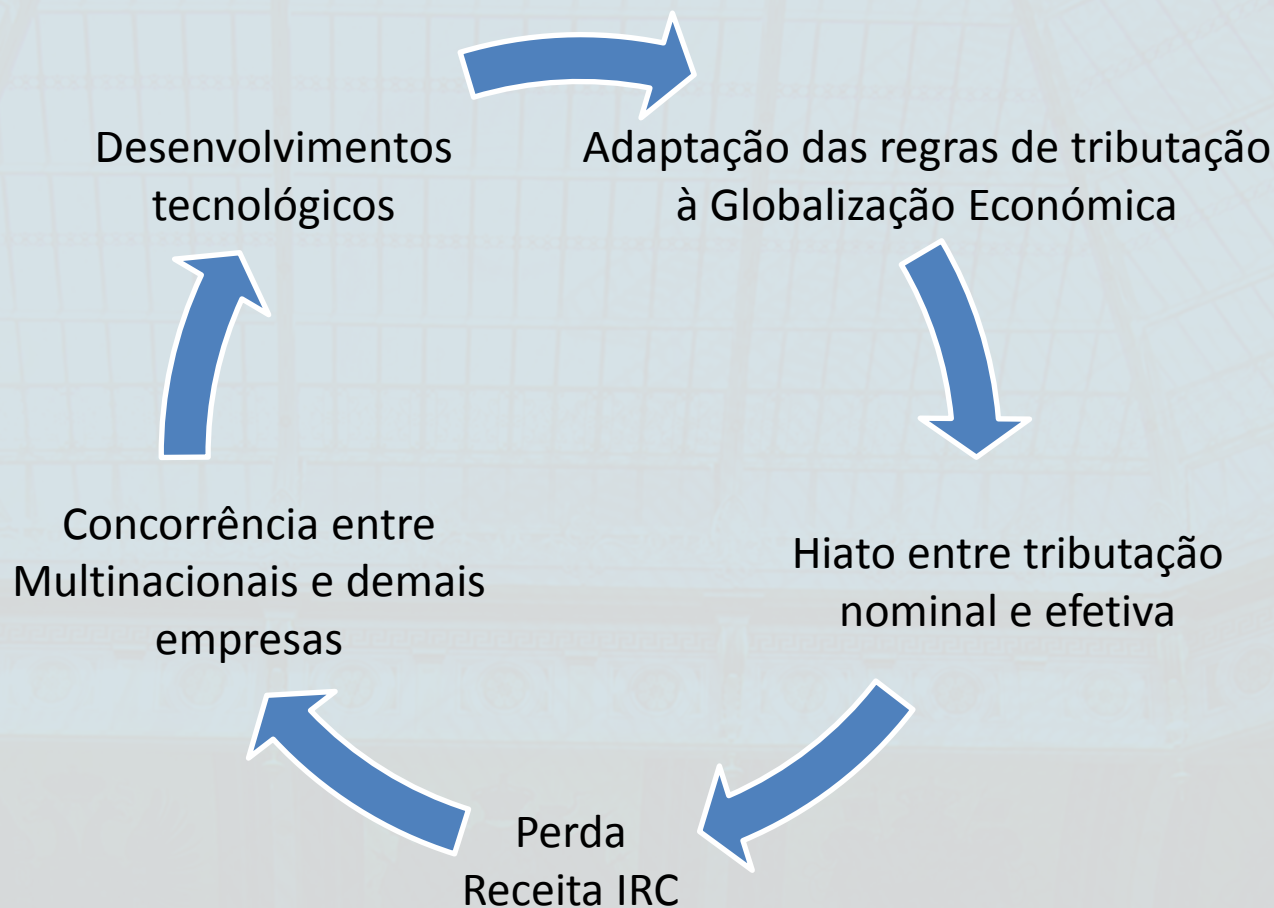 Desenvolvimentos
tecnológicos
Adaptação das regras de tributação
à Globalização Económica
Hiato entre tributação
nominal e efetiva
Perda
Receita IRC
Concorrência entre
Multinacionais e demais
empresas